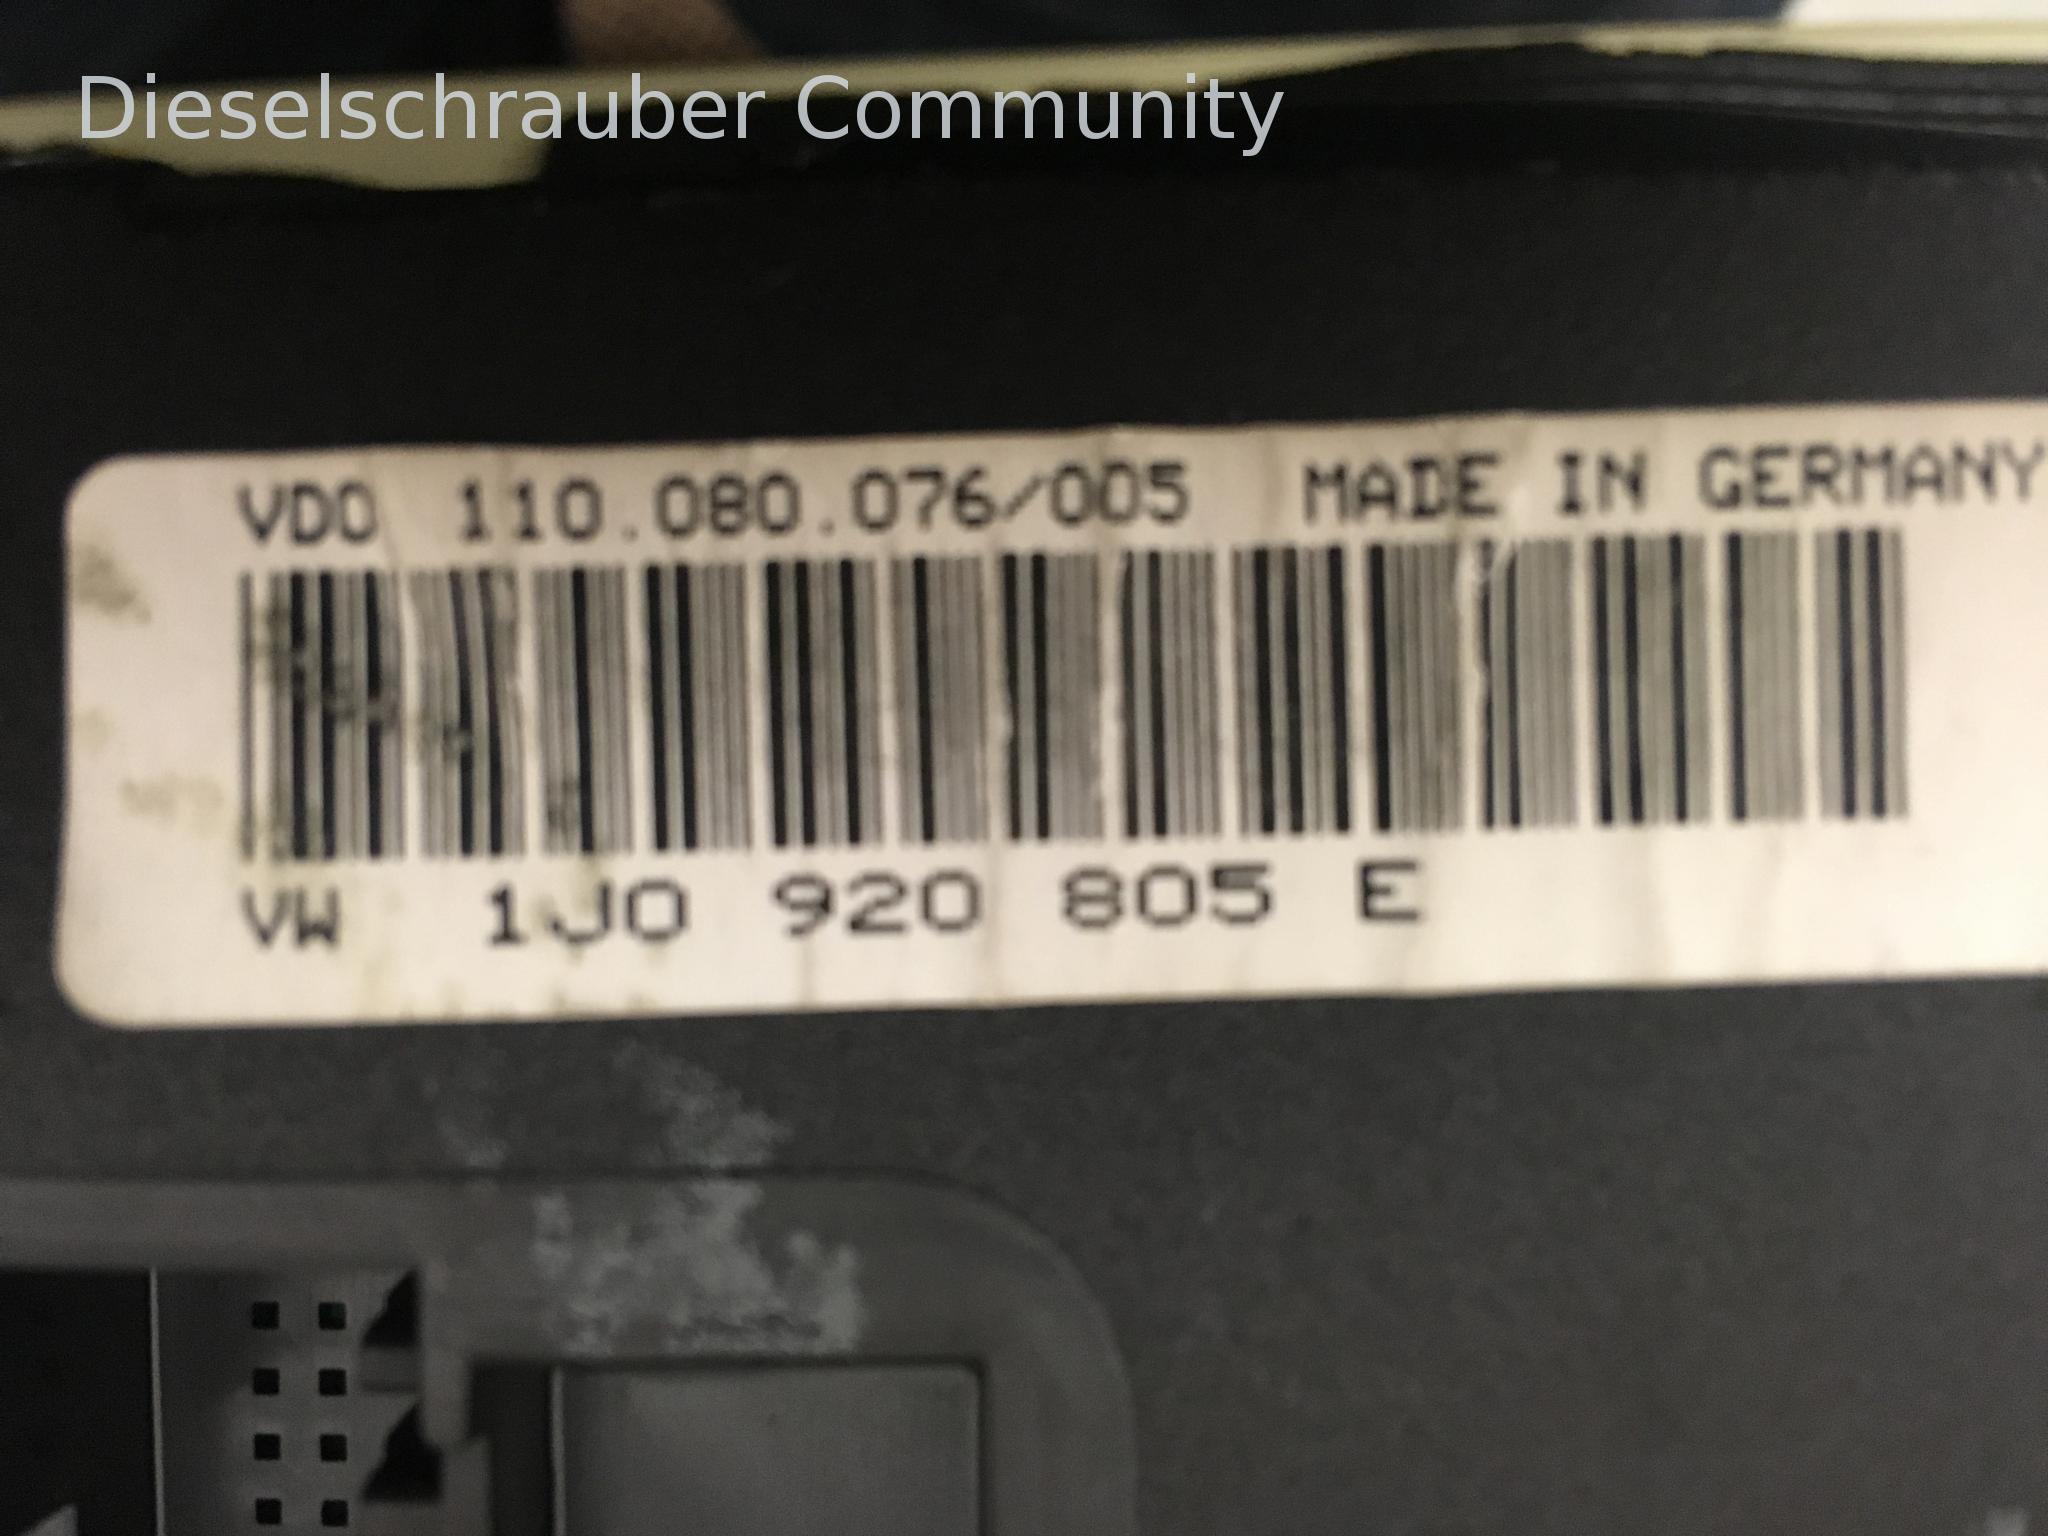 Dieselschrauber Community
VDO 110.080.076/005 MADE IN GERMANY
VW 1J0 920 805 E